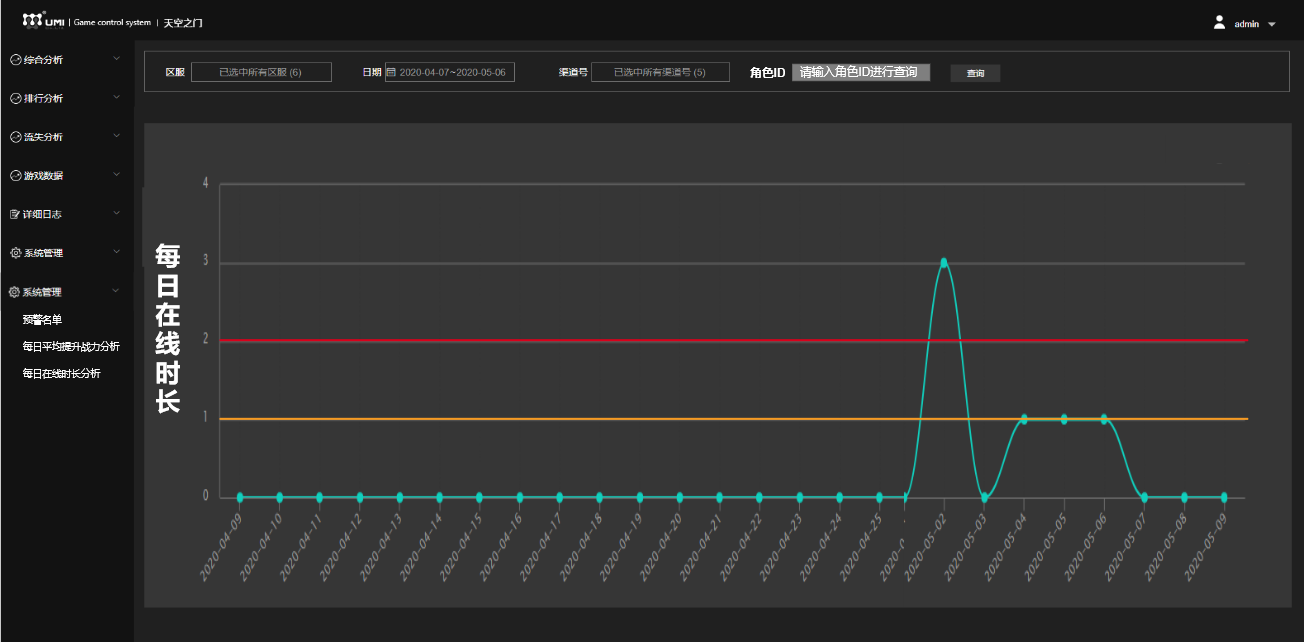 UMI | Game control system | 天空之门
admin
综合分析
排行分析
流失分析
游戏数据
详细日志
系统管理
系统管理
预警名单
每日平均提升战力分析
每日在线时长分析
区服 已选中所有区服 (6) 日期 2020-04-07~2020-05-06 渠道号 已选中所有渠道号 (5) 角色ID 请输入角色ID进行查询 查询
每日在线时长
4
3
2
1
0
2020-04-09
2020-04-10
2020-04-11
2020-04-12
2020-04-13
2020-04-14
2020-04-15
2020-04-16
2020-04-17
2020-04-18
2020-04-19
2020-04-20
2020-04-21
2020-04-22
2020-04-23
2020-04-24
2020-04-25
2020-05-02
2020-05-03
2020-05-04
2020-05-05
2020-05-06
2020-05-07
2020-05-08
2020-05-09